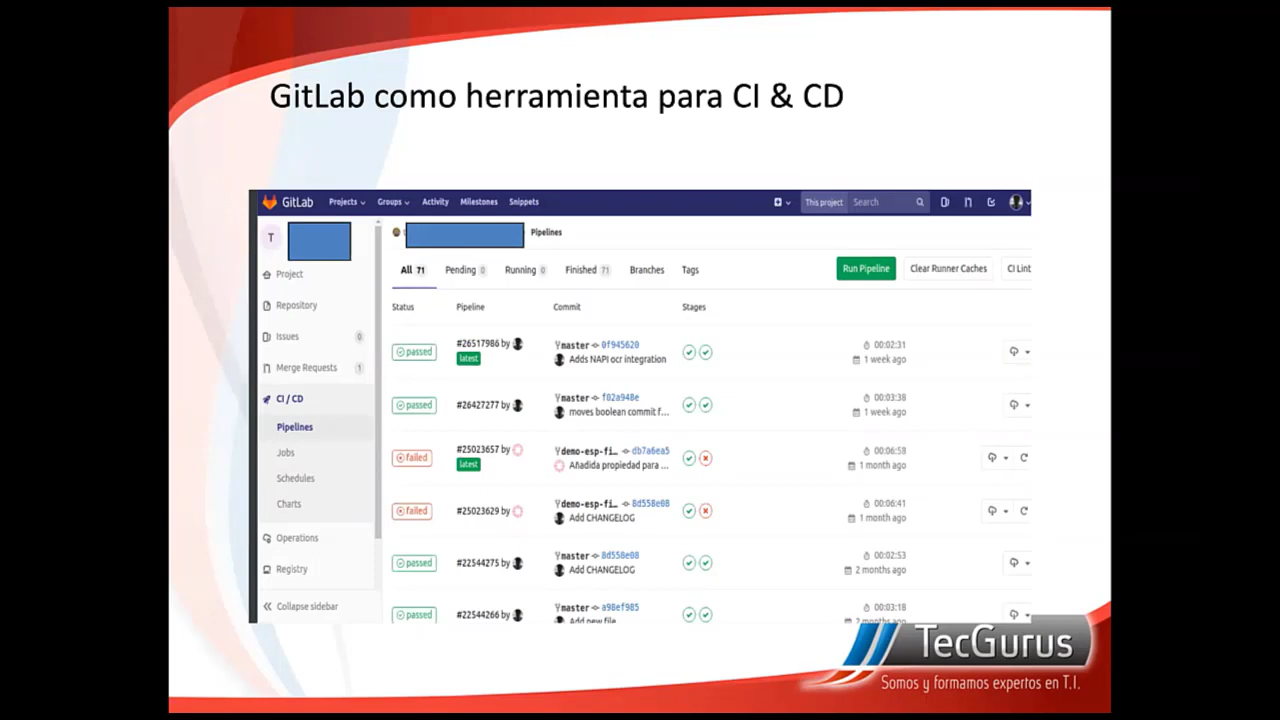 GitLab como herramienta para CI & CD
GitLab Projects Groups Activity Milestones Snippets This project Search
T
Pipelines
All 71 Pending 0 Running 0 Finished 71 Branches Tags Run Pipeline Clear Runner Caches CI Lint
Project
Repository
Issues 0
Merge Requests 1
CI / CD
Pipelines
Jobs
Schedules
Charts
Operations
Registry
Collapse sidebar
Status Pipeline Commit Stages
passed #26517986 by master 0f945620 00:02:31
latest Adds NAPI ocr integration 1 week ago
passed #26427277 by master f02a948e 00:03:38
moves boolean commit f... 1 week ago
failed #25023657 by demo-esp-fi... db7a6ea5 00:06:58
latest Añadida propiedad para ... 1 month ago
failed #25023629 by demo-esp-fi... 8d558e08 00:06:41
Add CHANGELOG 1 month ago
passed #22544275 by master 8d558e08 00:02:53
Add CHANGELOG 2 months ago
passed #22544266 by master a98ef985 00:03:18
Add new file 2 months ago
TecGurus
Somos y formamos expertos en T.I.